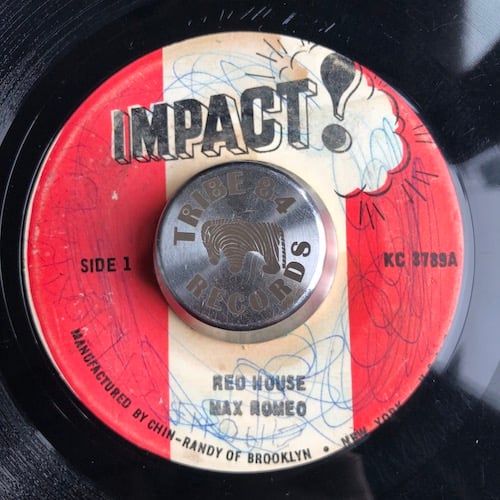 IMPACT!
TRIBE 84
RECORDS
SIDE 1
KC 3789A
RED HOUSE
MAX ROMEO
MANUFACTURED BY CHIN-RANDY OF BROOKLYN • NEW YORK